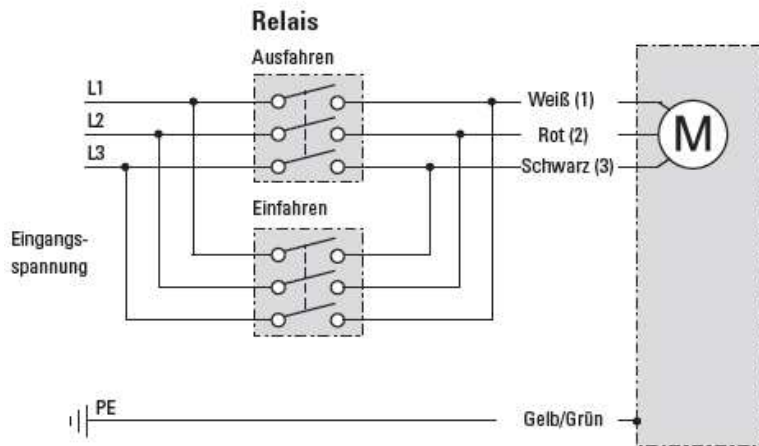 Relais
Ausfahren
L1
Weiß (1)
L2
Rot (2)
M
L3
Schwarz (3)
Einfahren
Eingangs-
spannung
PE
Gelb/Grün